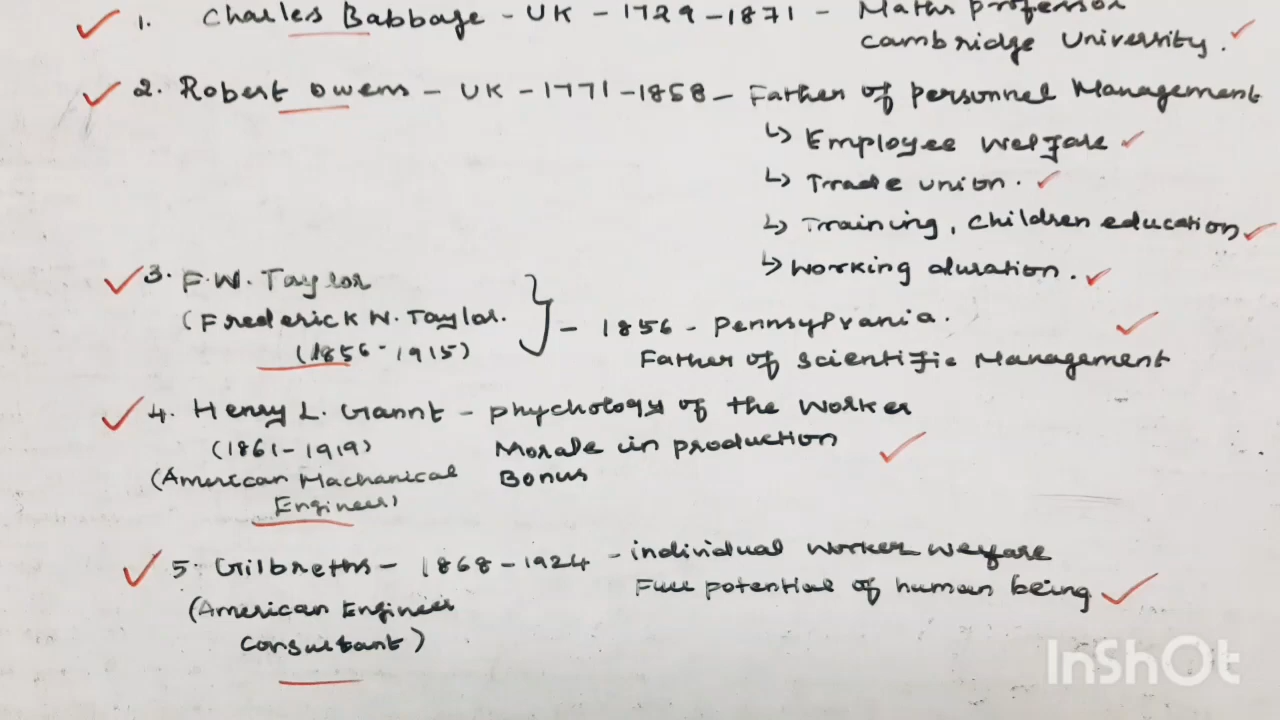 1. Charles Babbage - UK - 1729-1871 - Maths professor
Cambridge University.
2. Robert Owens - UK - 1771-1858 - Father of personnel Management
↳ Employee welfare
↳ Trade union.
↳ Training, children education
↳ working duration.
3. F.W. Taylor
(Frederick W. Taylor.
(1856-1915)
- 1856 - Pennsylvania.
Father of scientific Management
4. Henry L. Gannt - phychology of the worker
(1861-1919) Morale in production
(American Machanical Bonus
Engineer)
5. Gilbreths - 1868-1924 - individual worker welfare
Full potential of human being
(American Engineer
Consultant)
InShOt